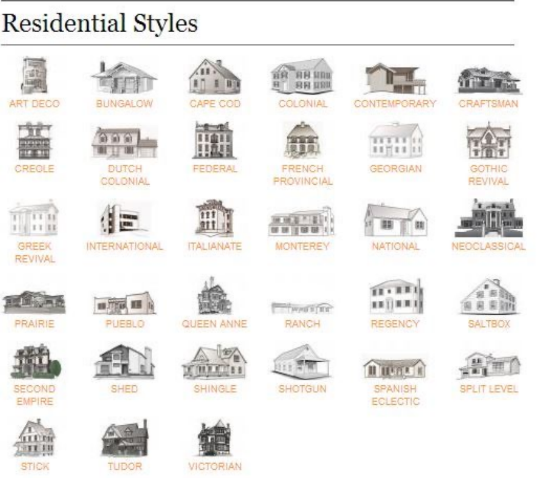 Residential Styles
ART DECO
BUNGALOW
CAPE COD
COLONIAL
CONTEMPORARY
CRAFTSMAN
CREOLE
DUTCH
COLONIAL
FEDERAL
FRENCH
PROVINCIAL
GEORGIAN
GOTHIC
REVIVAL
GREEK
REVIVAL
INTERNATIONAL
ITALIANATE
MONTEREY
NATIONAL
NEOCLASSICAL
PRAIRIE
PUEBLO
QUEEN ANNE
RANCH
REGENCY
SALTBOX
SECOND
EMPIRE
SHED
SHINGLE
SHOTGUN
SPANISH
ECLECTIC
SPLIT LEVEL
STICK
TUDOR
VICTORIAN